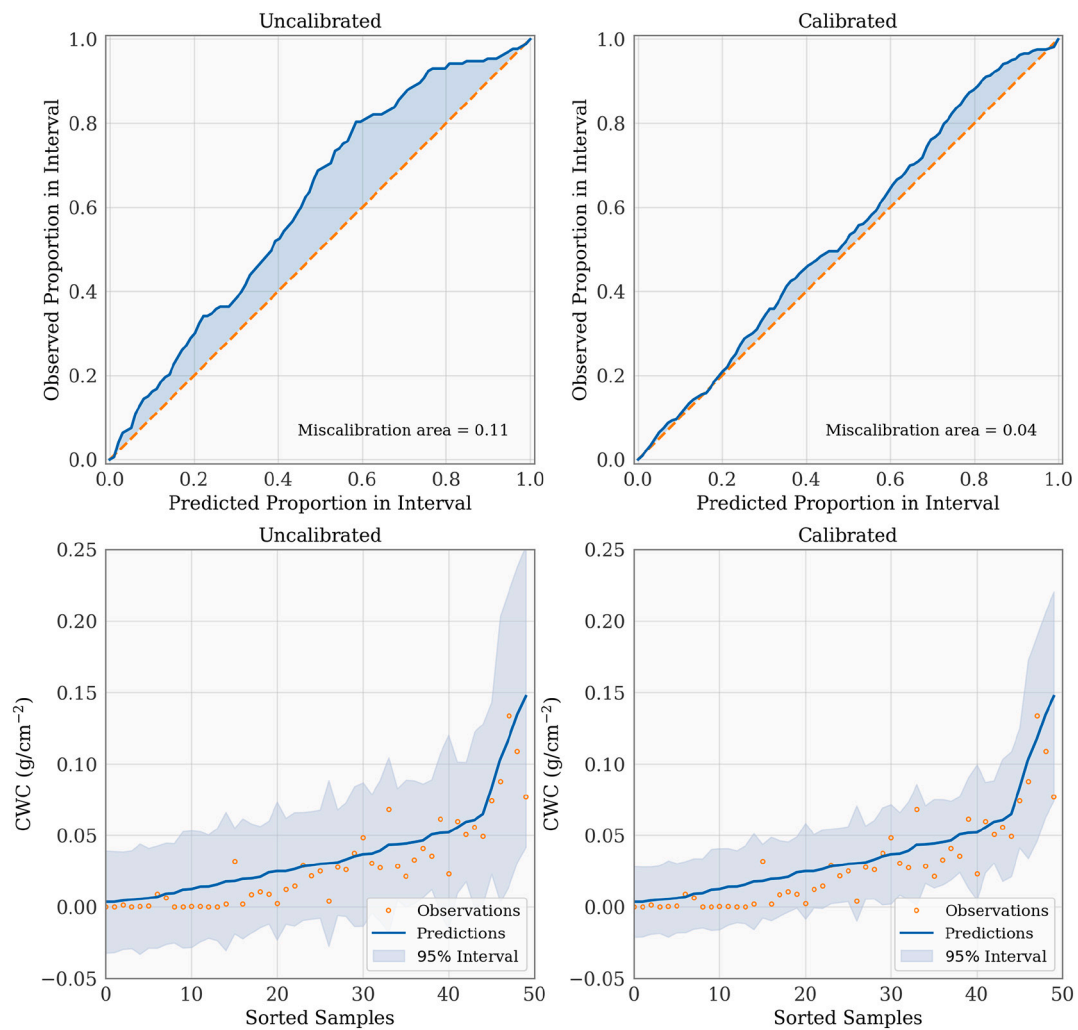 Uncalibrated
1.0
0.8
0.6
0.4
0.2
0.0
Observed Proportion in Interval
Miscalibration area = 0.11
0.0 0.2 0.4 0.6 0.8 1.0
Predicted Proportion in Interval
Calibrated
1.0
0.8
0.6
0.4
0.2
0.0
Observed Proportion in Interval
Miscalibration area = 0.04
0.0 0.2 0.4 0.6 0.8 1.0
Predicted Proportion in Interval
Uncalibrated
0.25
0.20
0.15
0.10
0.05
0.00
−0.05
CWC (g/cm⁻²)
Observations
Predictions
95% Interval
0 10 20 30 40 50
Sorted Samples
Calibrated
0.25
0.20
0.15
0.10
0.05
0.00
−0.05
CWC (g/cm⁻²)
Observations
Predictions
95% Interval
0 10 20 30 40 50
Sorted Samples